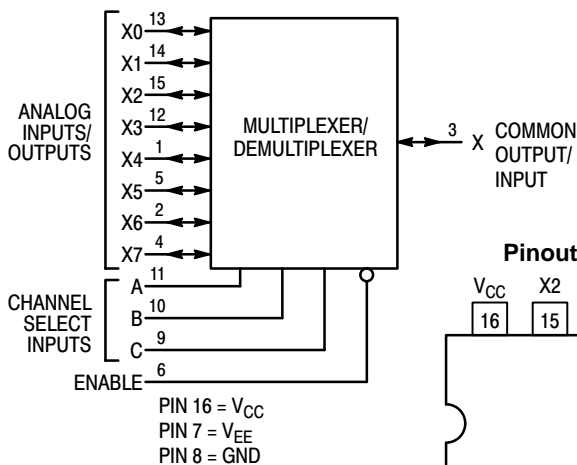 X0 13
X1 14
X2 15
X3 12
X4 1
X5 5
X6 2
X7 4
ANALOG
INPUTS/
OUTPUTS
MULTIPLEXER/
DEMULTIPLEXER
3 X COMMON
OUTPUT/
INPUT
A 11
B 10
C 9
CHANNEL
SELECT
INPUTS
ENABLE 6
PIN 16 = VCC
PIN 7 = VEE
PIN 8 = GND
Pinout
VCC X2
16 15